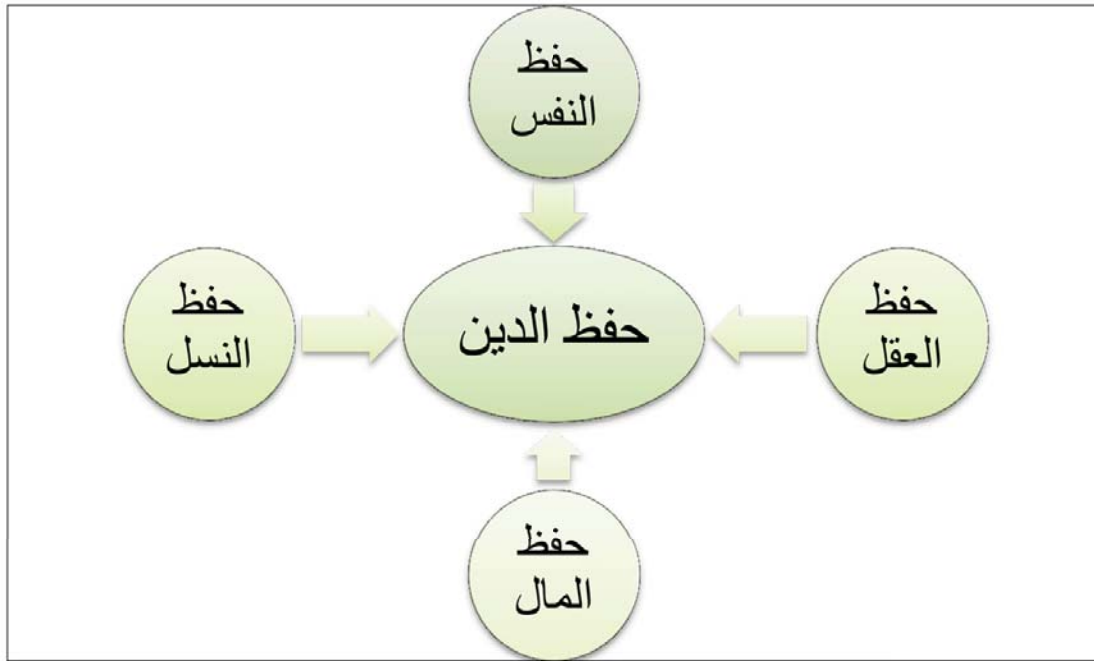 حفظ
النفس
حفظ
العقل
حفظ الدين
حفظ
النسل
حفظ
المال